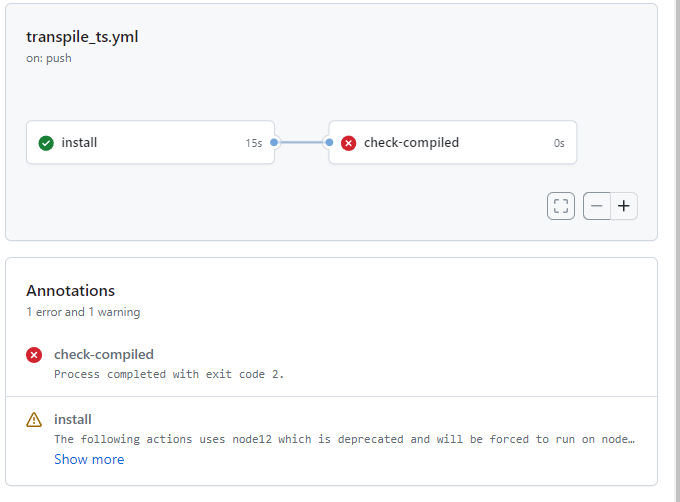 transpile_ts.yml
on: push
install 15s
check-compiled 0s
Annotations
1 error and 1 warning
check-compiled
Process completed with exit code 2.
install
The following actions uses node12 which is deprecated and will be forced to run on node…
Show more